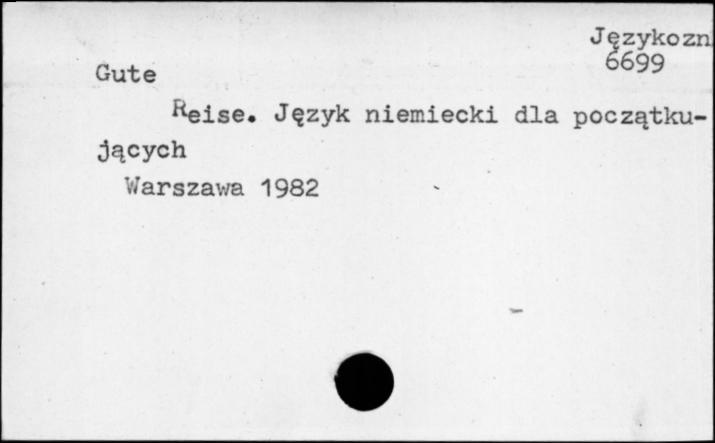 Językozn
6699
Gute
Reise. Język niemiecki dla początku-
jących
Warszawa 1982